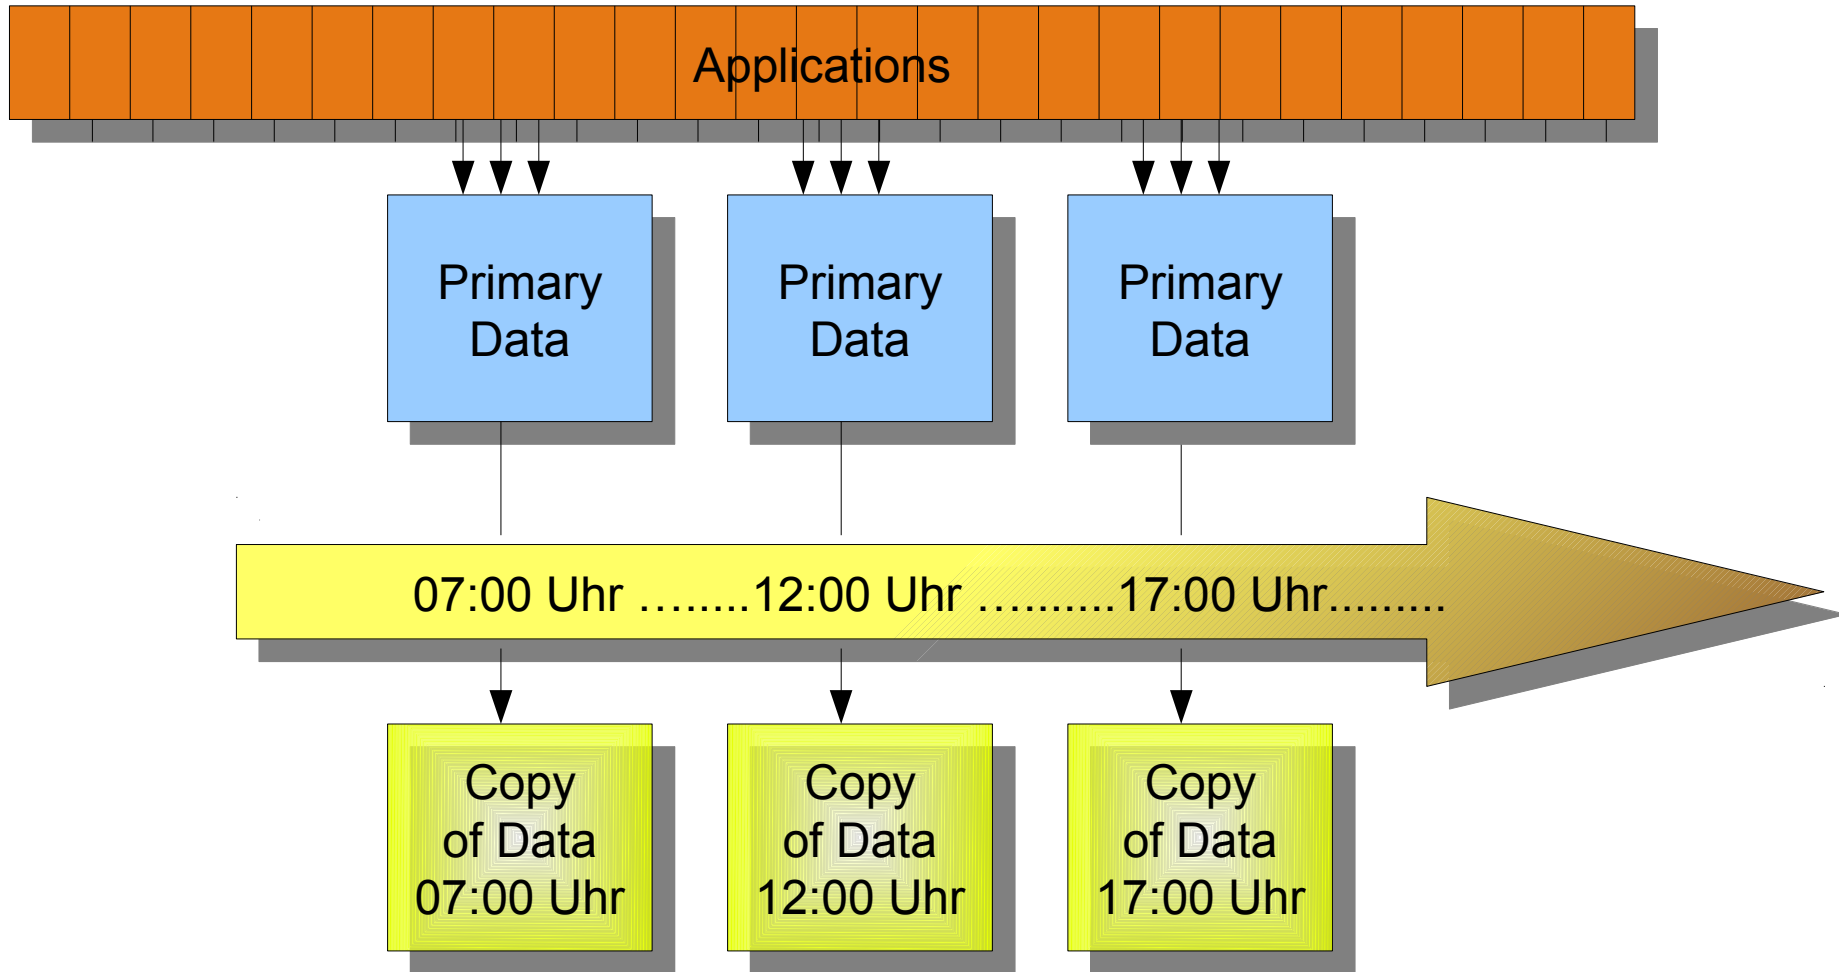 Applications
Primary
Data
Primary
Data
Primary
Data
07:00 Uhr ….....12:00 Uhr ….......17:00 Uhr.........
Copy
of Data
07:00 Uhr
Copy
of Data
12:00 Uhr
Copy
of Data
17:00 Uhr